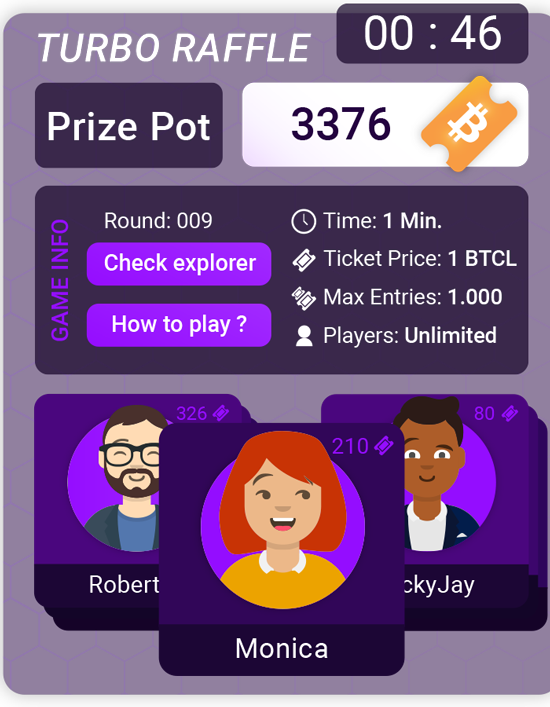 00 : 46
TURBO RAFFLE
Prize Pot
3376
GAME INFO
Round: 009
Check explorer
How to play ?
Time: 1 Min.
Ticket Price: 1 BTCL
Max Entries: 1.000
Players: Unlimited
326
210
80
Robert
Monica
ckyJay